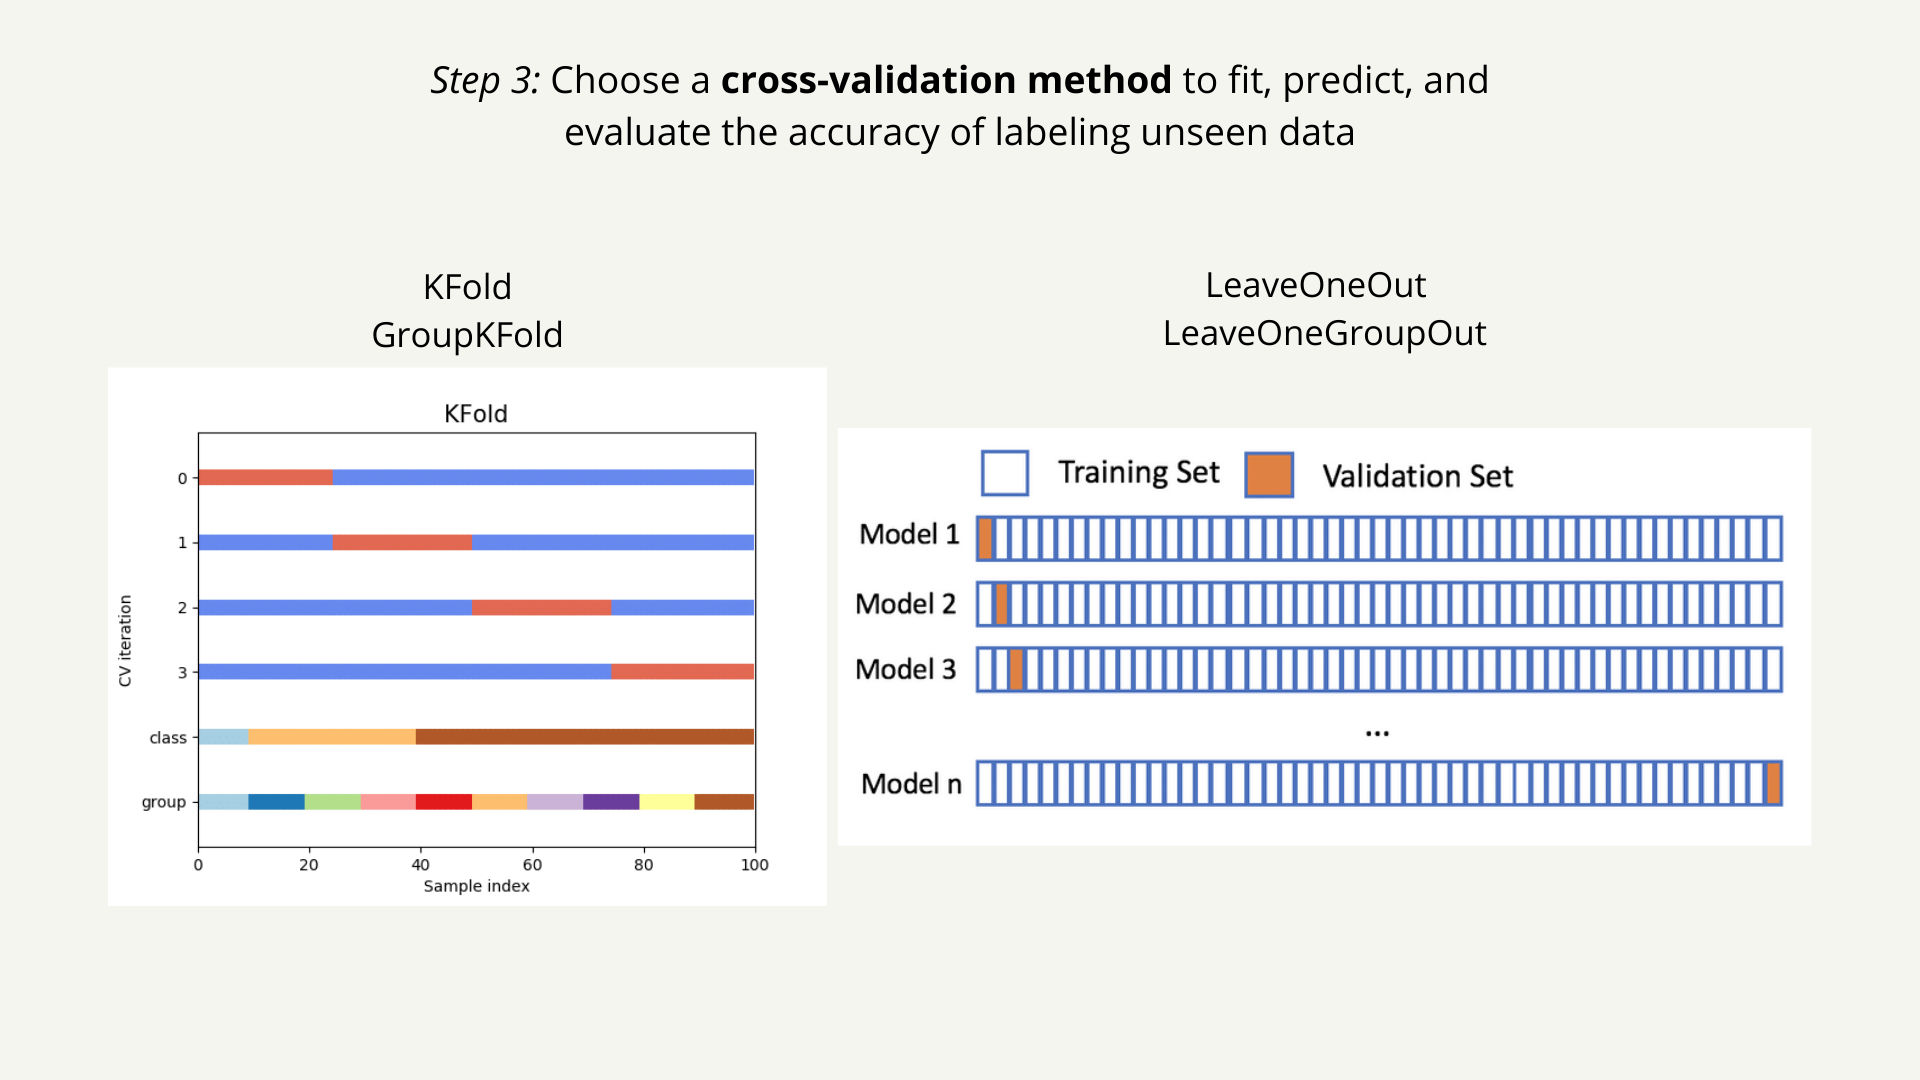 Step 3: Choose a cross-validation method to fit, predict, and
evaluate the accuracy of labeling unseen data
KFold
GroupKFold
KFold
0
1
2
3
class
group
CV iteration
0 20 40 60 80 100
Sample index
LeaveOneOut
LeaveOneGroupOut
Training Set Validation Set
Model 1
Model 2
Model 3
...
Model n